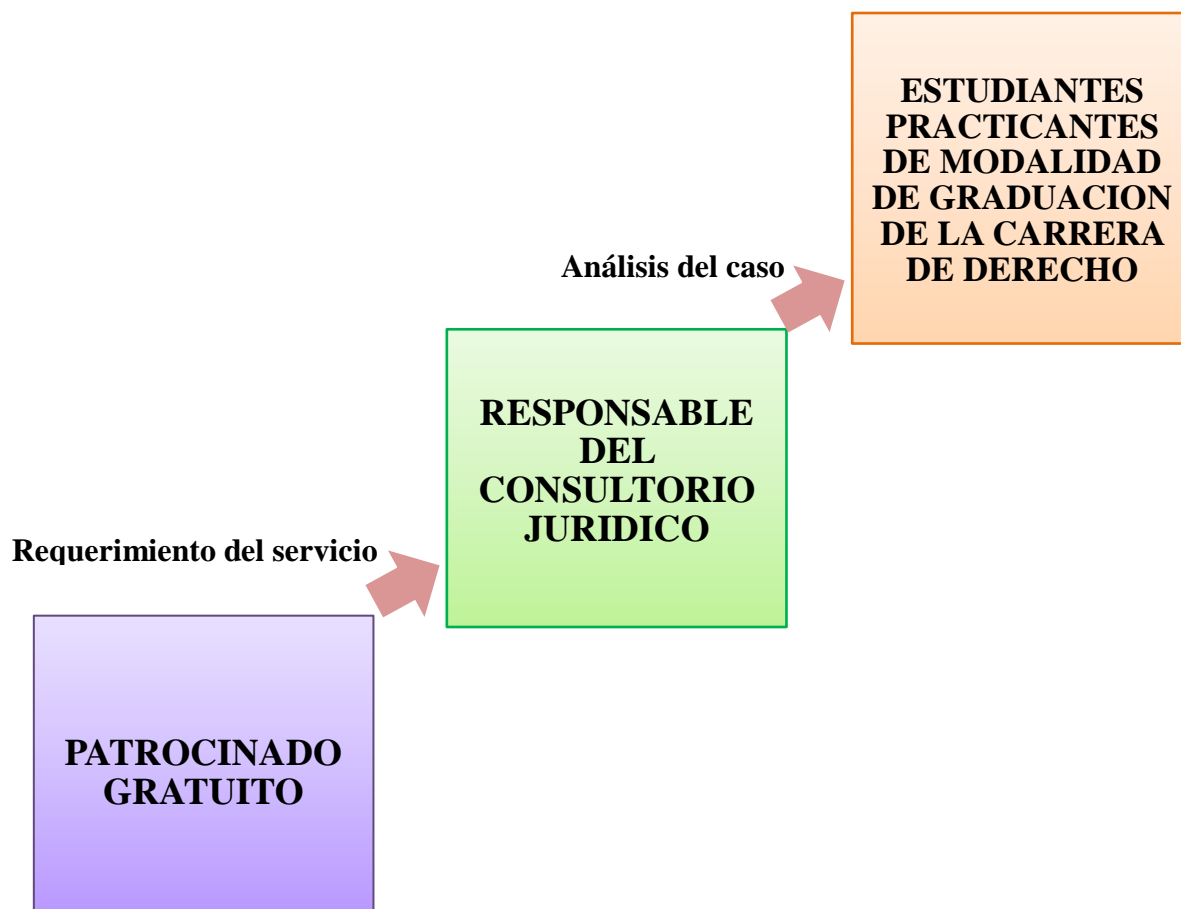 ESTUDIANTES
PRACTICANTES
DE MODALIDAD
DE GRADUACION
DE LA CARRERA
DE DERECHO
Análisis del caso
RESPONSABLE
DEL
CONSULTORIO
JURIDICO
Requerimiento del servicio
PATROCINADO
GRATUITO